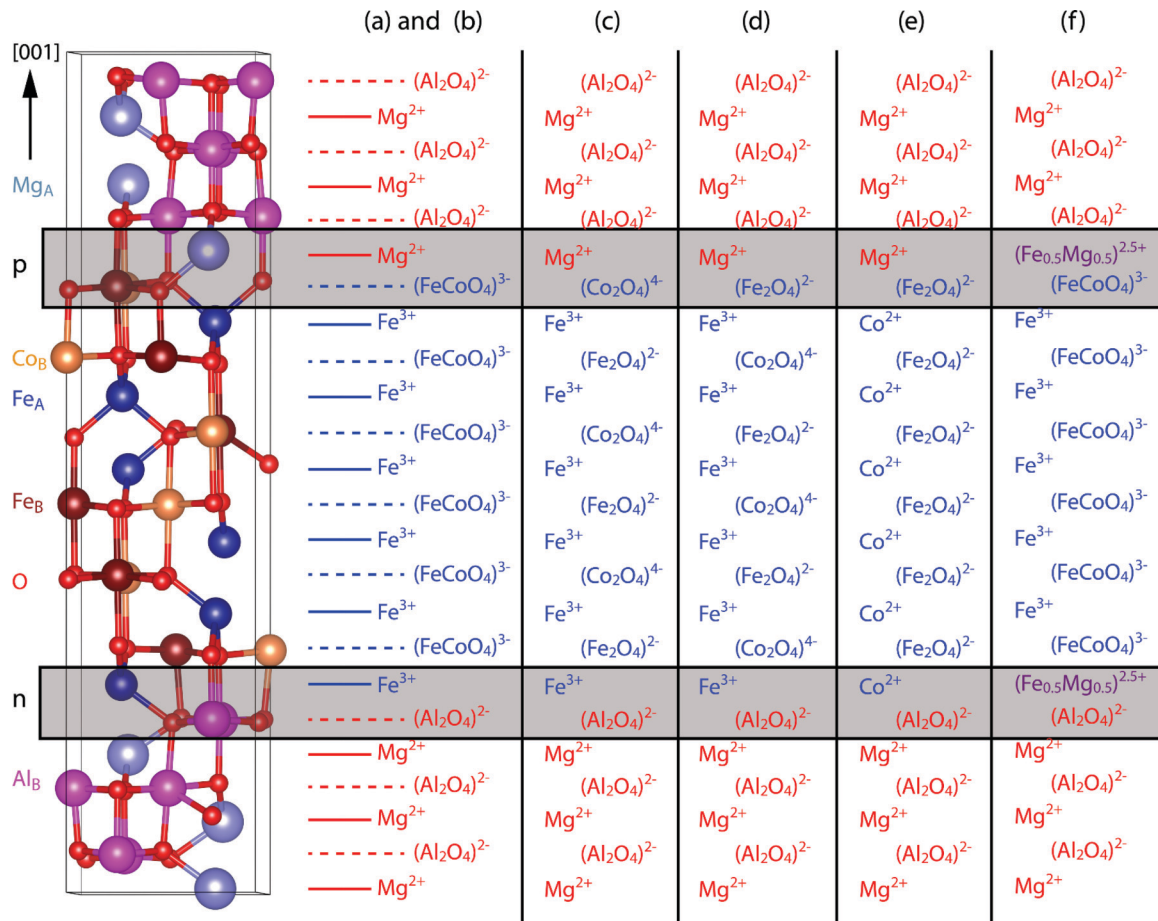 (a) and (b) (c) (d) (e) (f)
[001]
(Al₂O₄)²⁻ (Al₂O₄)²⁻ (Al₂O₄)²⁻ (Al₂O₄)²⁻ (Al₂O₄)²⁻
Mg²⁺ Mg²⁺ Mg²⁺ Mg²⁺ Mg²⁺
(Al₂O₄)²⁻ (Al₂O₄)²⁻ (Al₂O₄)²⁻ (Al₂O₄)²⁻ (Al₂O₄)²⁻
Mg_A Mg²⁺ Mg²⁺ Mg²⁺ Mg²⁺ Mg²⁺
(Al₂O₄)²⁻ (Al₂O₄)²⁻ (Al₂O₄)²⁻ (Al₂O₄)²⁻ (Al₂O₄)²⁻
p Mg²⁺ Mg²⁺ Mg²⁺ Mg²⁺ (Fe₀.₅Mg₀.₅)²·⁵⁺
(FeCoO₄)³⁻ (Co₂O₄)⁴⁻ (Fe₂O₄)²⁻ (Fe₂O₄)²⁻ (FeCoO₄)³⁻
Fe³⁺ Fe³⁺ Fe³⁺ Co²⁺ Fe³⁺
Co_B (FeCoO₄)³⁻ (Fe₂O₄)²⁻ (Co₂O₄)⁴⁻ (Fe₂O₄)²⁻ (FeCoO₄)³⁻
Fe_A Fe³⁺ Fe³⁺ Fe³⁺ Co²⁺ Fe³⁺
(FeCoO₄)³⁻ (Co₂O₄)⁴⁻ (Fe₂O₄)²⁻ (Fe₂O₄)²⁻ (FeCoO₄)³⁻
Fe³⁺ Fe³⁺ Fe³⁺ Co²⁺ Fe³⁺
Fe_B (FeCoO₄)³⁻ (Fe₂O₄)²⁻ (Co₂O₄)⁴⁻ (Fe₂O₄)²⁻ (FeCoO₄)³⁻
Fe³⁺ Fe³⁺ Fe³⁺ Co²⁺ Fe³⁺
O (FeCoO₄)³⁻ (Co₂O₄)⁴⁻ (Fe₂O₄)²⁻ (Fe₂O₄)²⁻ (FeCoO₄)³⁻
Fe³⁺ Fe³⁺ Fe³⁺ Co²⁺ Fe³⁺
(FeCoO₄)³⁻ (Fe₂O₄)²⁻ (Co₂O₄)⁴⁻ (Fe₂O₄)²⁻ (FeCoO₄)³⁻
n Fe³⁺ Fe³⁺ Fe³⁺ Co²⁺ (Fe₀.₅Mg₀.₅)²·⁵⁺
(Al₂O₄)²⁻ (Al₂O₄)²⁻ (Al₂O₄)²⁻ (Al₂O₄)²⁻ (Al₂O₄)²⁻
Mg²⁺ Mg²⁺ Mg²⁺ Mg²⁺ Mg²⁺
Al_B (Al₂O₄)²⁻ (Al₂O₄)²⁻ (Al₂O₄)²⁻ (Al₂O₄)²⁻ (Al₂O₄)²⁻
Mg²⁺ Mg²⁺ Mg²⁺ Mg²⁺ Mg²⁺
(Al₂O₄)²⁻ (Al₂O₄)²⁻ (Al₂O₄)²⁻ (Al₂O₄)²⁻ (Al₂O₄)²⁻
Mg²⁺ Mg²⁺ Mg²⁺ Mg²⁺ Mg²⁺